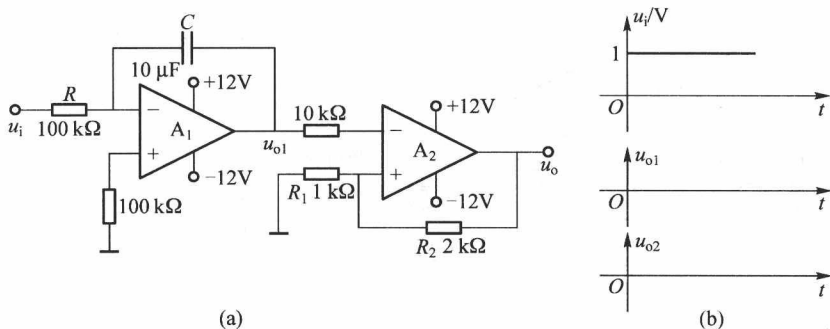 C
10 μF
+12V
R
−
u_i
100 kΩ
A₁
+
−12V
100 kΩ
u_o1
10 kΩ
+12V
−
A₂
+
u_o
R₁ 1 kΩ
−12V
R₂ 2 kΩ
(a)
u_i/V
1
O
t
u_o1
O
t
u_o2
O
t
(b)